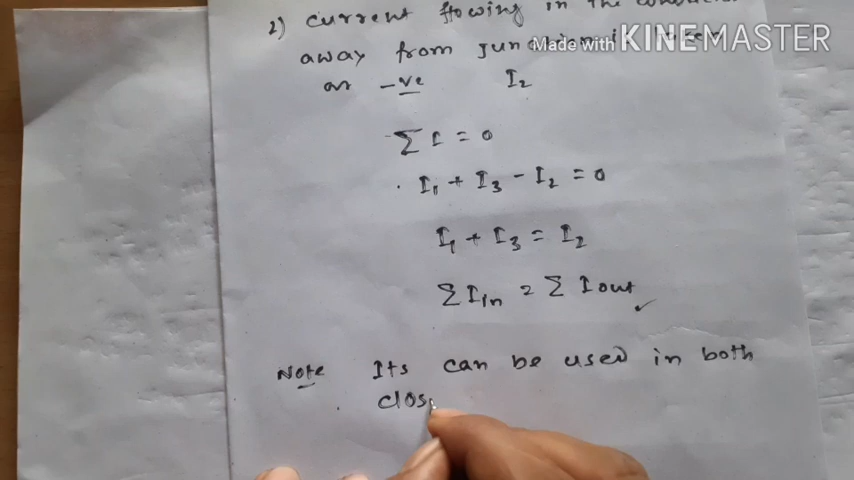 2) current flowing in the
away from junction
as -ve I₂
Σ I = 0
I₁ + I₃ - I₂ = 0
I₁ + I₃ = I₂
Σ Iin = Σ I out ✓
Note Its can be used in both
clos
Made with KINEMASTER